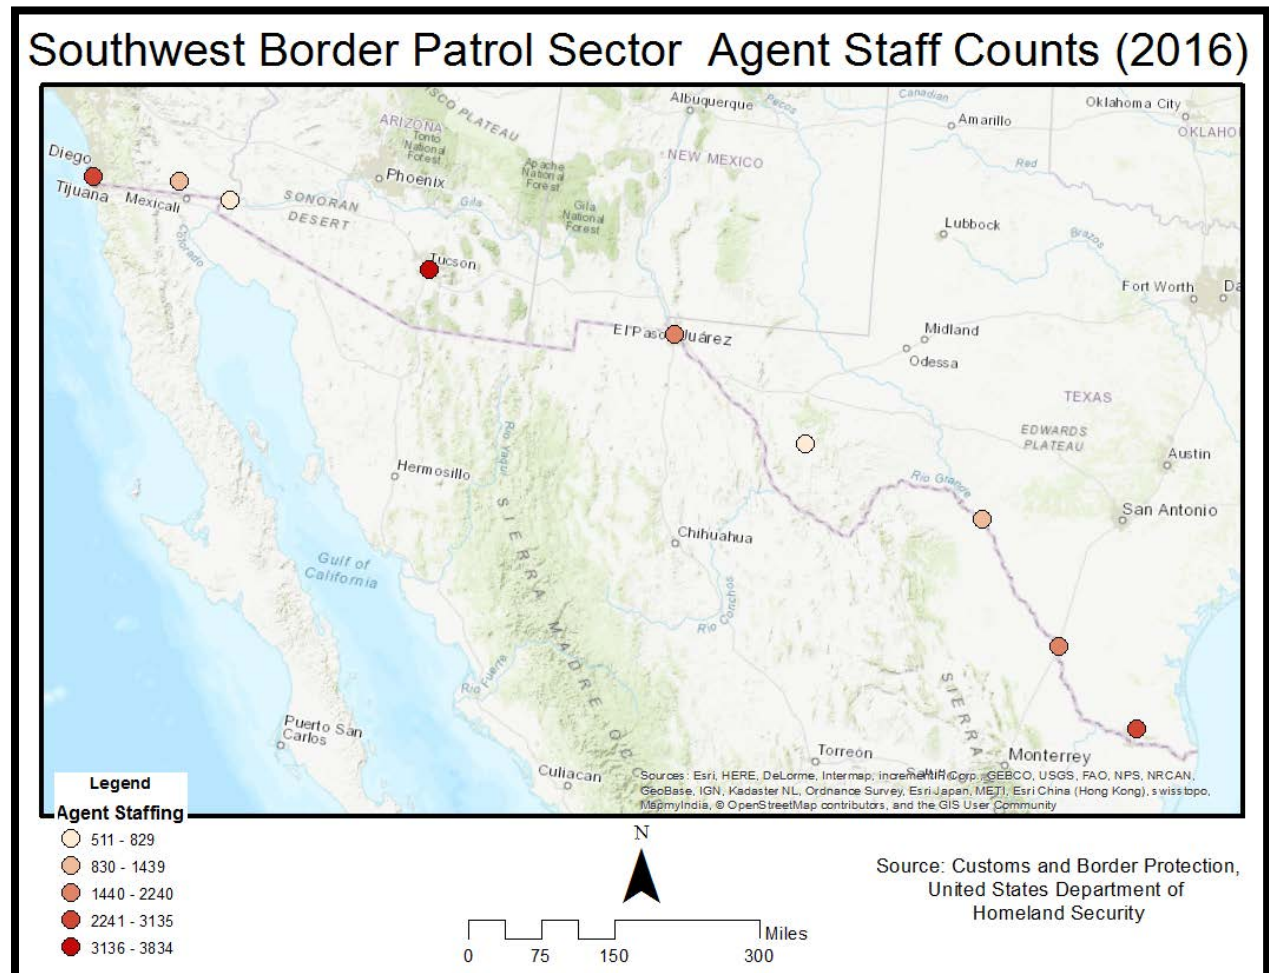 Southwest Border Patrol Sector  Agent Staff Counts (2016)
Albuquerque
Pecos
Canadian
Oklahoma City
ISCO PLATEAU
ARIZONA
Tonto
National
Forest
Amarillo
OKLAHO
Diego
Apache
National
Forest
NEW MEXICO
Red
Phoenix
Tijuana
Mexicali
SONORAN
DESERT
Gila
Gila
National
Forest
Lubbock
Brazos
Colorado
Tucson
Fort Worth
Da
El Paso
Juárez
Midland
Odessa
TEXAS
EDWARDS
PLATEAU
Austin
Hermosillo
Rio Yaqui
Rio Grande
San Antonio
SIERRA MADRE OCC
Chihuahua
Gulf of
California
Rio Conchos
Rio Fuerte
SIERRA
Puerto San
Carlos
Torreón
Monterrey
Culiacan
Sources: Esri, HERE, DeLorme, Intermap, increment P Corp., GEBCO, USGS, FAO, NPS, NRCAN,
GeoBase, IGN, Kadaster NL, Ordnance Survey, Esri Japan, METI, Esri China (Hong Kong), swisstopo,
MapmyIndia, © OpenStreetMap contributors, and the GIS User Community
Legend
Agent Staffing
511 - 829
830 - 1439
1440 - 2240
2241 - 3135
3136 - 3834
N
Miles
0 75 150 300
Source: Customs and Border Protection,
United States Department of
Homeland Security